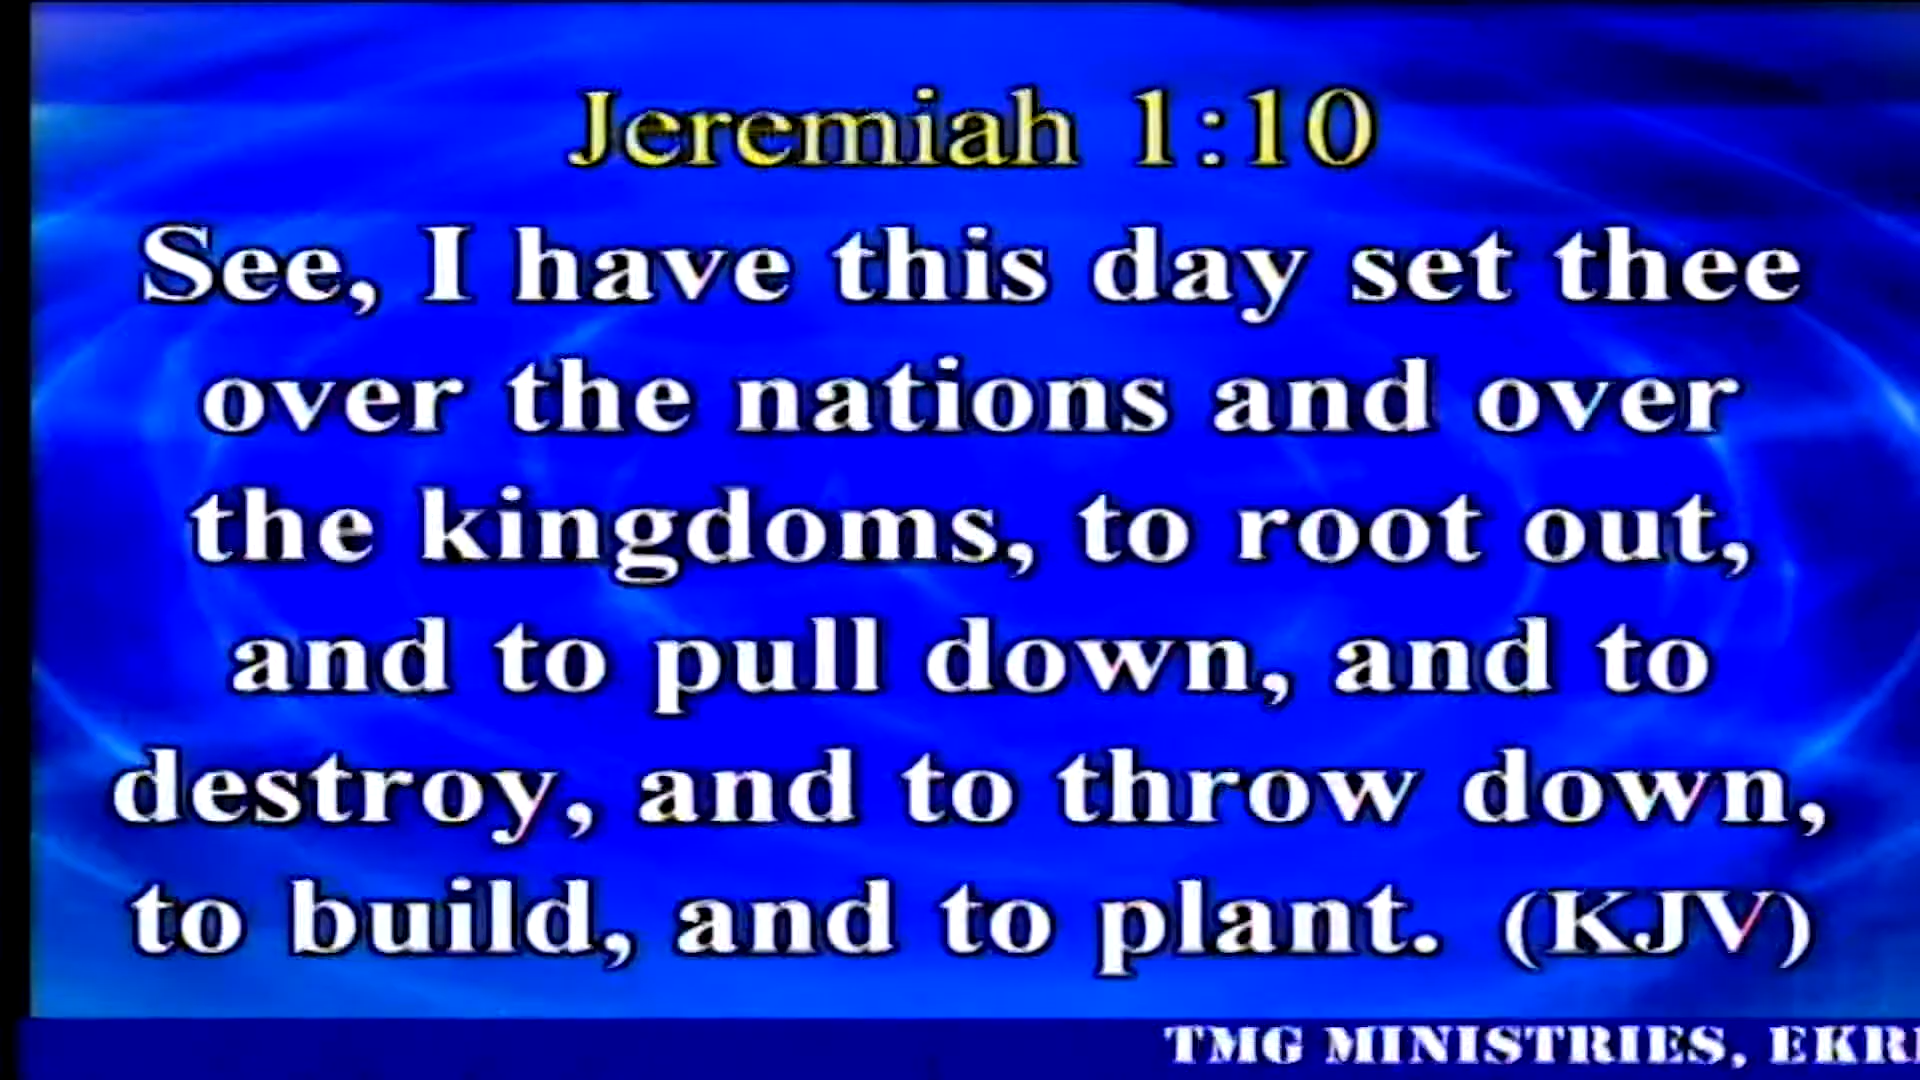 Jeremiah 1:10
See, I have this day set thee
over the nations and over
the kingdoms, to root out,
and to pull down, and to
destroy, and to throw down,
to build, and to plant. (KJV)
TMG MINISTRIES,